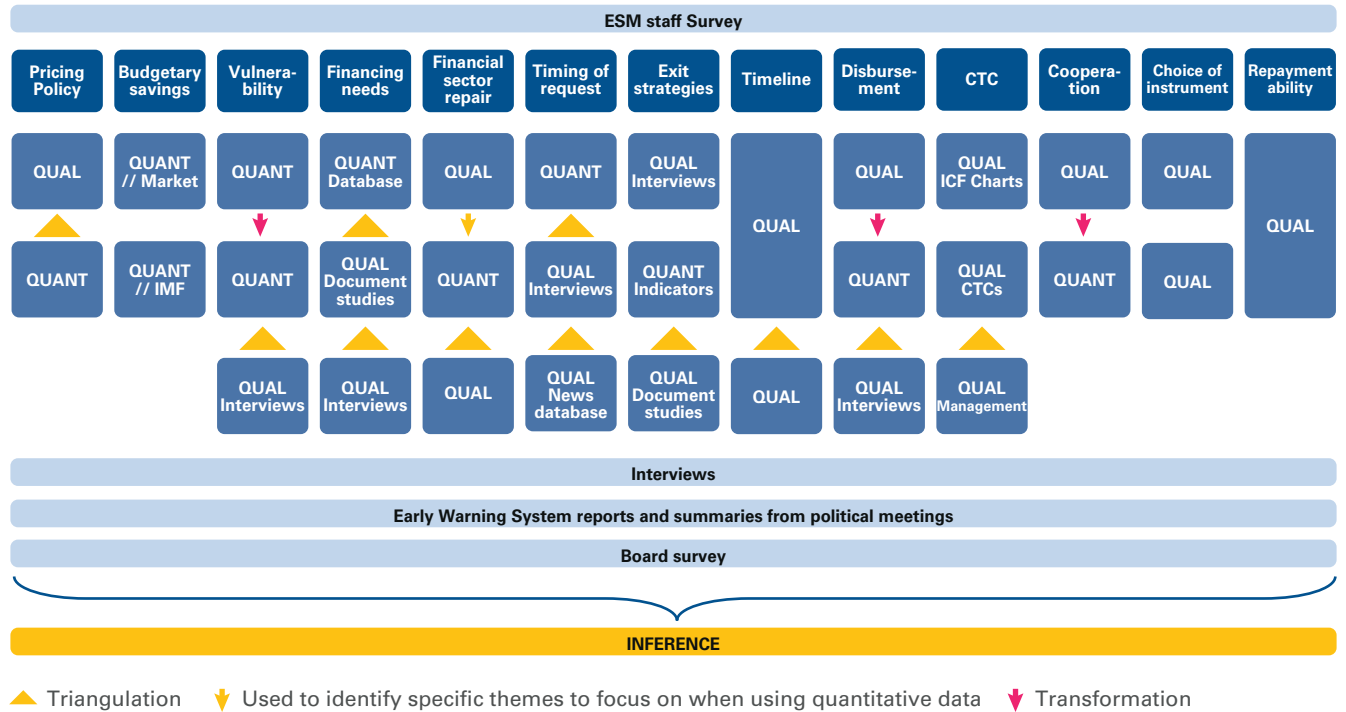 ESM staff Survey
Pricing
Policy
Budgetary
savings
Vulnera-
bility
Financing
needs
Financial
sector
repair
Timing of
request
Exit
strategies
Timeline
Disburse-
ment
CTC
Coopera-
tion
Choice of
instrument
Repayment
ability
QUAL
QUANT
// Market
QUANT
QUANT
Database
QUAL
QUANT
QUAL
Interviews
QUAL
QUAL
QUAL
ICF Charts
QUAL
QUAL
QUAL
QUANT
QUANT
// IMF
QUANT
QUAL
Document
studies
QUANT
QUAL
Interviews
QUANT
Indicators
QUANT
QUAL
CTCs
QUANT
QUAL
QUAL
Interviews
QUAL
Interviews
QUAL
QUAL
News
database
QUAL
Document
studies
QUAL
QUAL
Interviews
QUAL
Management
Interviews
Early Warning System reports and summaries from political meetings
Board survey
INFERENCE
Triangulation
Used to identify specific themes to focus on when using quantitative data
Transformation